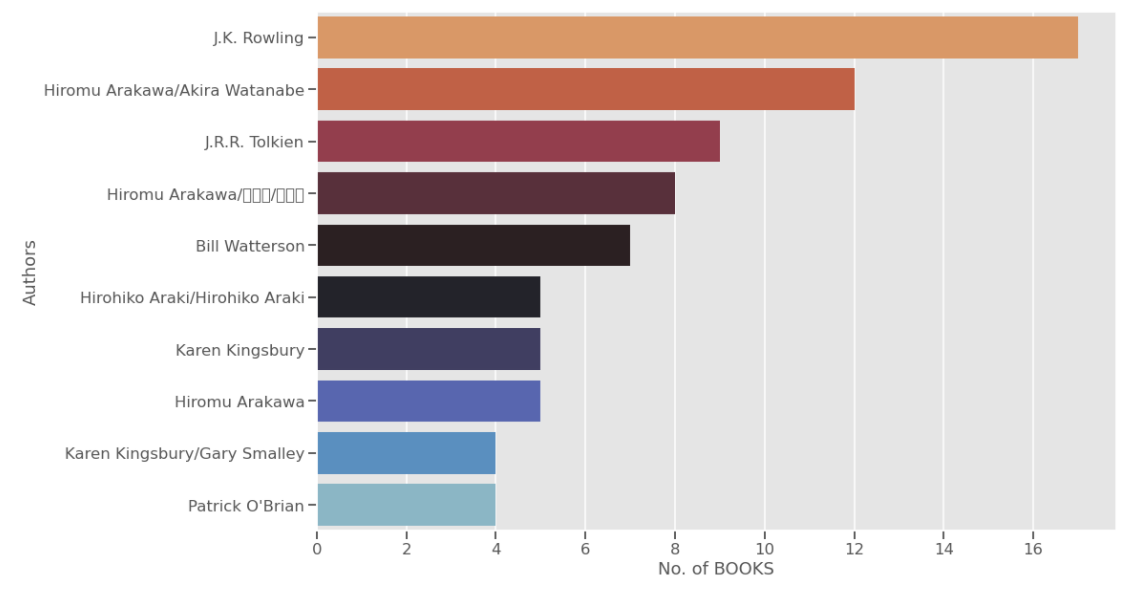 J.K. Rowling
Hiromu Arakawa/Akira Watanabe
J.R.R. Tolkien
Hiromu Arakawa/
Bill Watterson
Hirohiko Araki/Hirohiko Araki
Karen Kingsbury
Hiromu Arakawa
Karen Kingsbury/Gary Smalley
Patrick O'Brian
Authors
0 2 4 6 8 10 12 14 16
No. of BOOKS